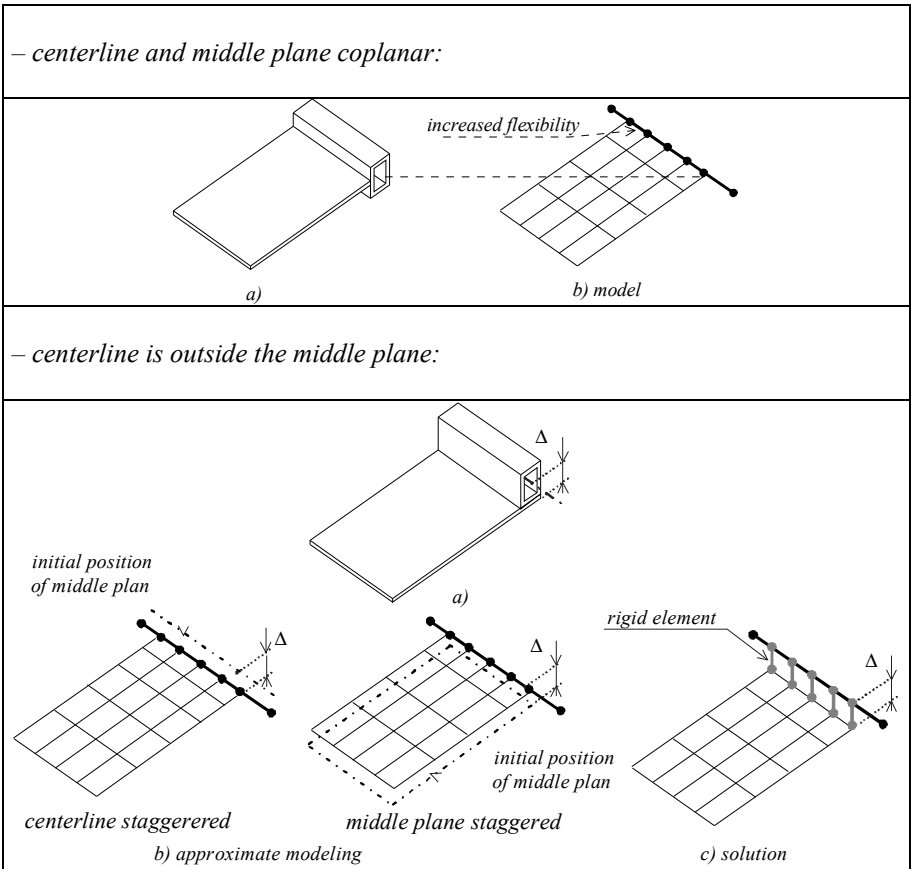 – centerline and middle plane coplanar:
increased flexibility
a)
b) model
– centerline is outside the middle plane:
Δ
a)
initial position
of middle plan
Δ
centerline staggerered
Δ
initial position
of middle plan
middle plane staggered
b) approximate modeling
rigid element
Δ
c) solution